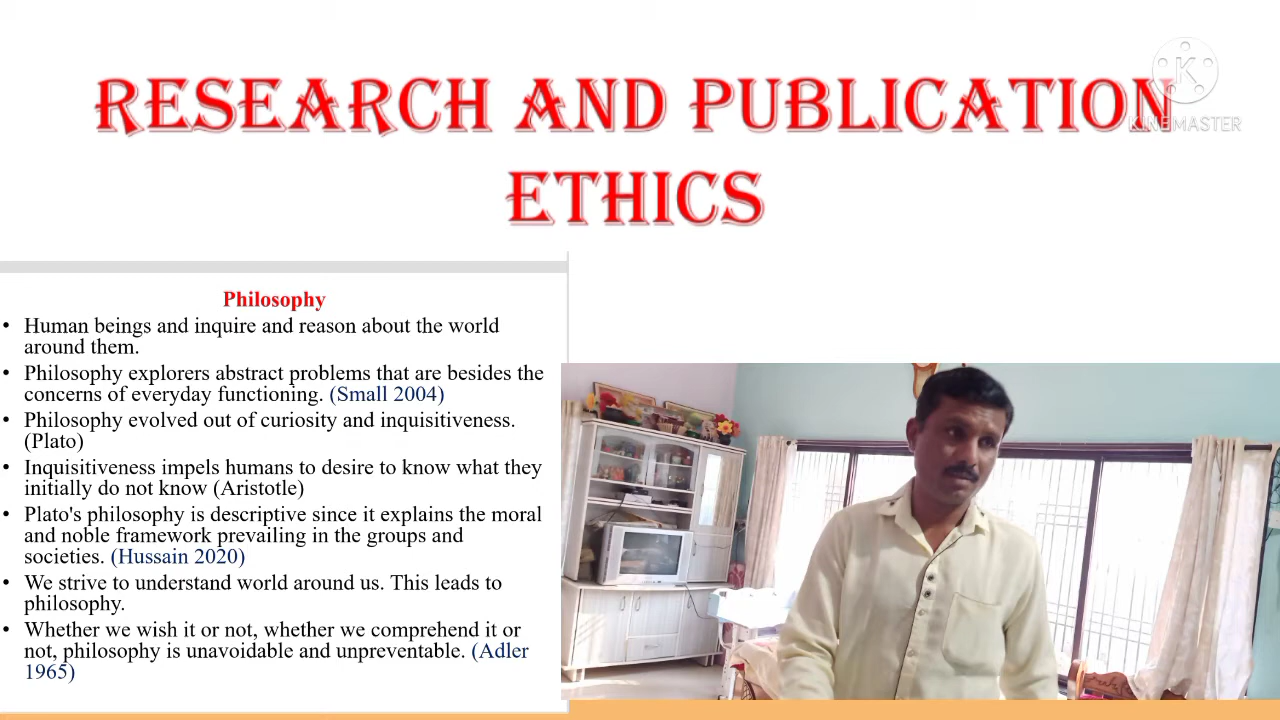 RESEARCH AND PUBLICATION
ETHICS
K
KINEMASTER
Philosophy
• Human beings and inquire and reason about the world
around them.
• Philosophy explorers abstract problems that are besides the
concerns of everyday functioning. (Small 2004)
• Philosophy evolved out of curiosity and inquisitiveness.
(Plato)
• Inquisitiveness impels humans to desire to know what they
initially do not know (Aristotle)
• Plato's philosophy is descriptive since it explains the moral
and noble framework prevailing in the groups and
societies. (Hussain 2020)
• We strive to understand world around us. This leads to
philosophy.
• Whether we wish it or not, whether we comprehend it or
not, philosophy is unavoidable and unpreventable. (Adler
1965)